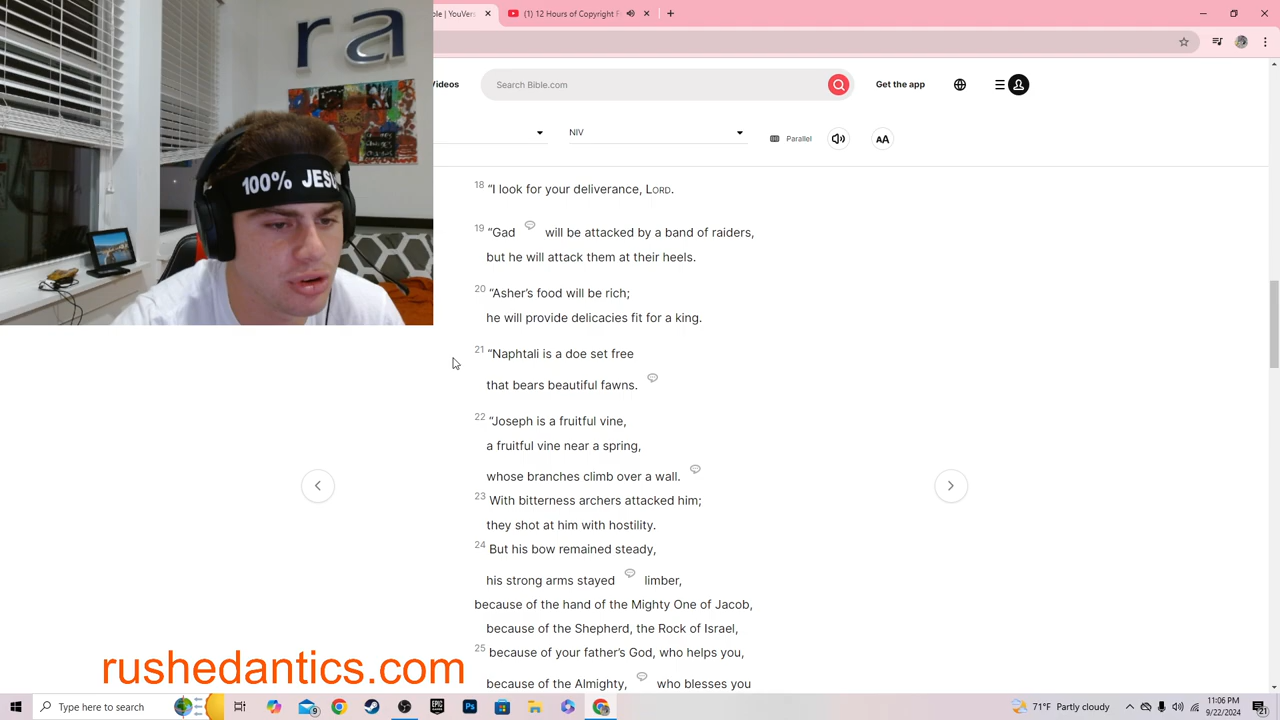 ra
100% JESU
ple | YouVers
(1) 12 Hours of Deliverance P
Videos
Search Bible.com
Get the app
NIV
Parallel
AA
18 “I look for your deliverance, LORD.
19 “Gad will be attacked by a band of raiders,
but he will attack them at their heels.
20 “Asher’s food will be rich;
he will provide delicacies fit for a king.
21 “Naphtali is a doe set free
that bears beautiful fawns.
22 “Joseph is a fruitful vine,
a fruitful vine near a spring,
whose branches climb over a wall.
23 With bitterness archers attacked him;
they shot at him with hostility.
24 But his bow remained steady,
his strong arms stayed limber,
because of the hand of the Mighty One of Jacob,
because of the Shepherd, the Rock of Israel,
25 because of your father’s God, who helps you,
because of the Almighty, who blesses you
rushedantics.com
Type here to search
9
EPIC
Ps
71°F Partly cloudy
11:06 PM
9/22/2024